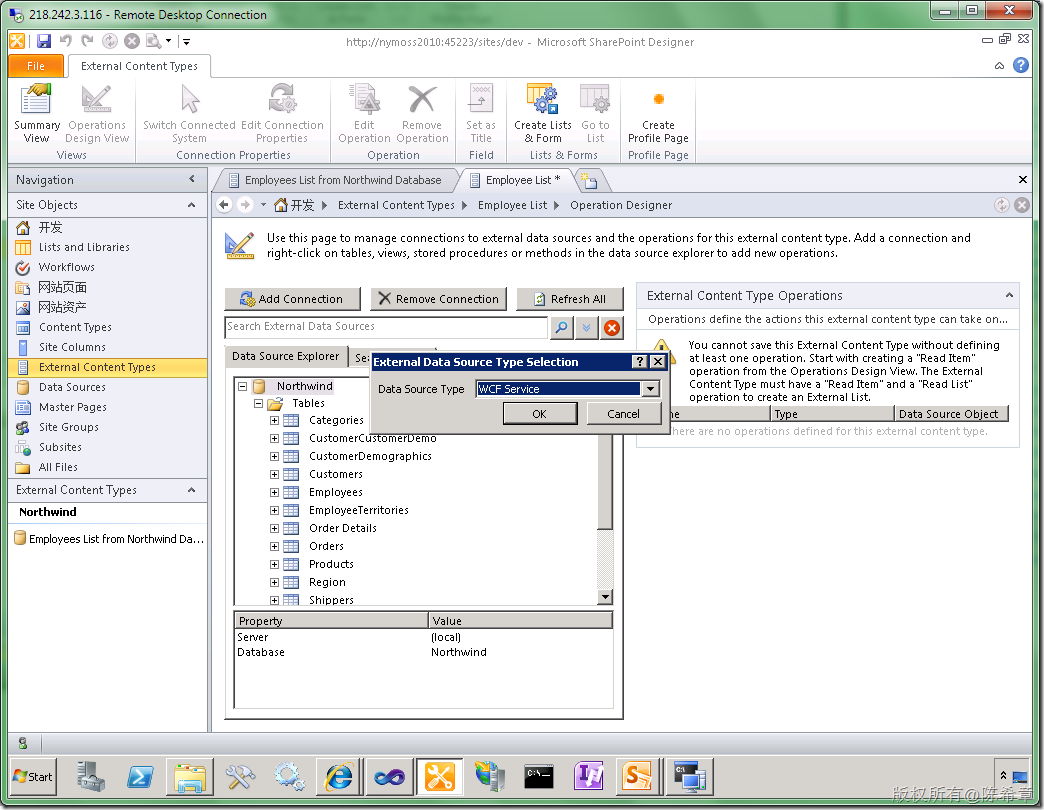 218.242.3.116 - Remote Desktop Connection
http://nymoss2010:45223/sites/dev - Microsoft SharePoint Designer
File
External Content Types
Summary View
Operations Design View
Switch Connected System
Edit Connection Properties
Edit Operation
Remove Operation
Set as Title
Create Lists & Form
Go to List
Create Profile Page
Views
Connection Properties
Operation
Field
Lists & Forms
Profile Page
Navigation
Employees List from Northwind Database
Employee List *
Site Objects
开发
External Content Types
Employee List
Operation Designer
开发
Lists and Libraries
Workflows
网站页面
网站资产
Content Types
Site Columns
External Content Types
Data Sources
Master Pages
Site Groups
Subsites
All Files
External Content Types
Northwind
Employees List from Northwind Da...
Use this page to manage connections to external data sources and the operations for this external content type. Add a connection and
right-click on tables, views, stored procedures or methods in the data source explorer to add new operations.
Add Connection
Remove Connection
Refresh All
Search External Data Sources
Data Source Explorer
Se
External Data Source Type Selection
Data Source Type
WCF Service
OK
Cancel
Northwind
Tables
Categories
CustomerCustomerDemo
CustomerDemographics
Customers
Employees
EmployeeTerritories
Order Details
Orders
Products
Region
Shippers
Property
Value
Server
(local)
Database
Northwind
External Content Type Operations
Operations define the actions this external content type can take on...
You cannot save this External Content Type without defining
at least one operation. Start with creating a "Read Item"
operation from the Operations Design View. The External
Content Type must have a "Read Item" and a "Read List"
operation to create an External List.
me
Type
Data Source Object
here are no operations defined for this external content type.
Start
版权所有@陈希章